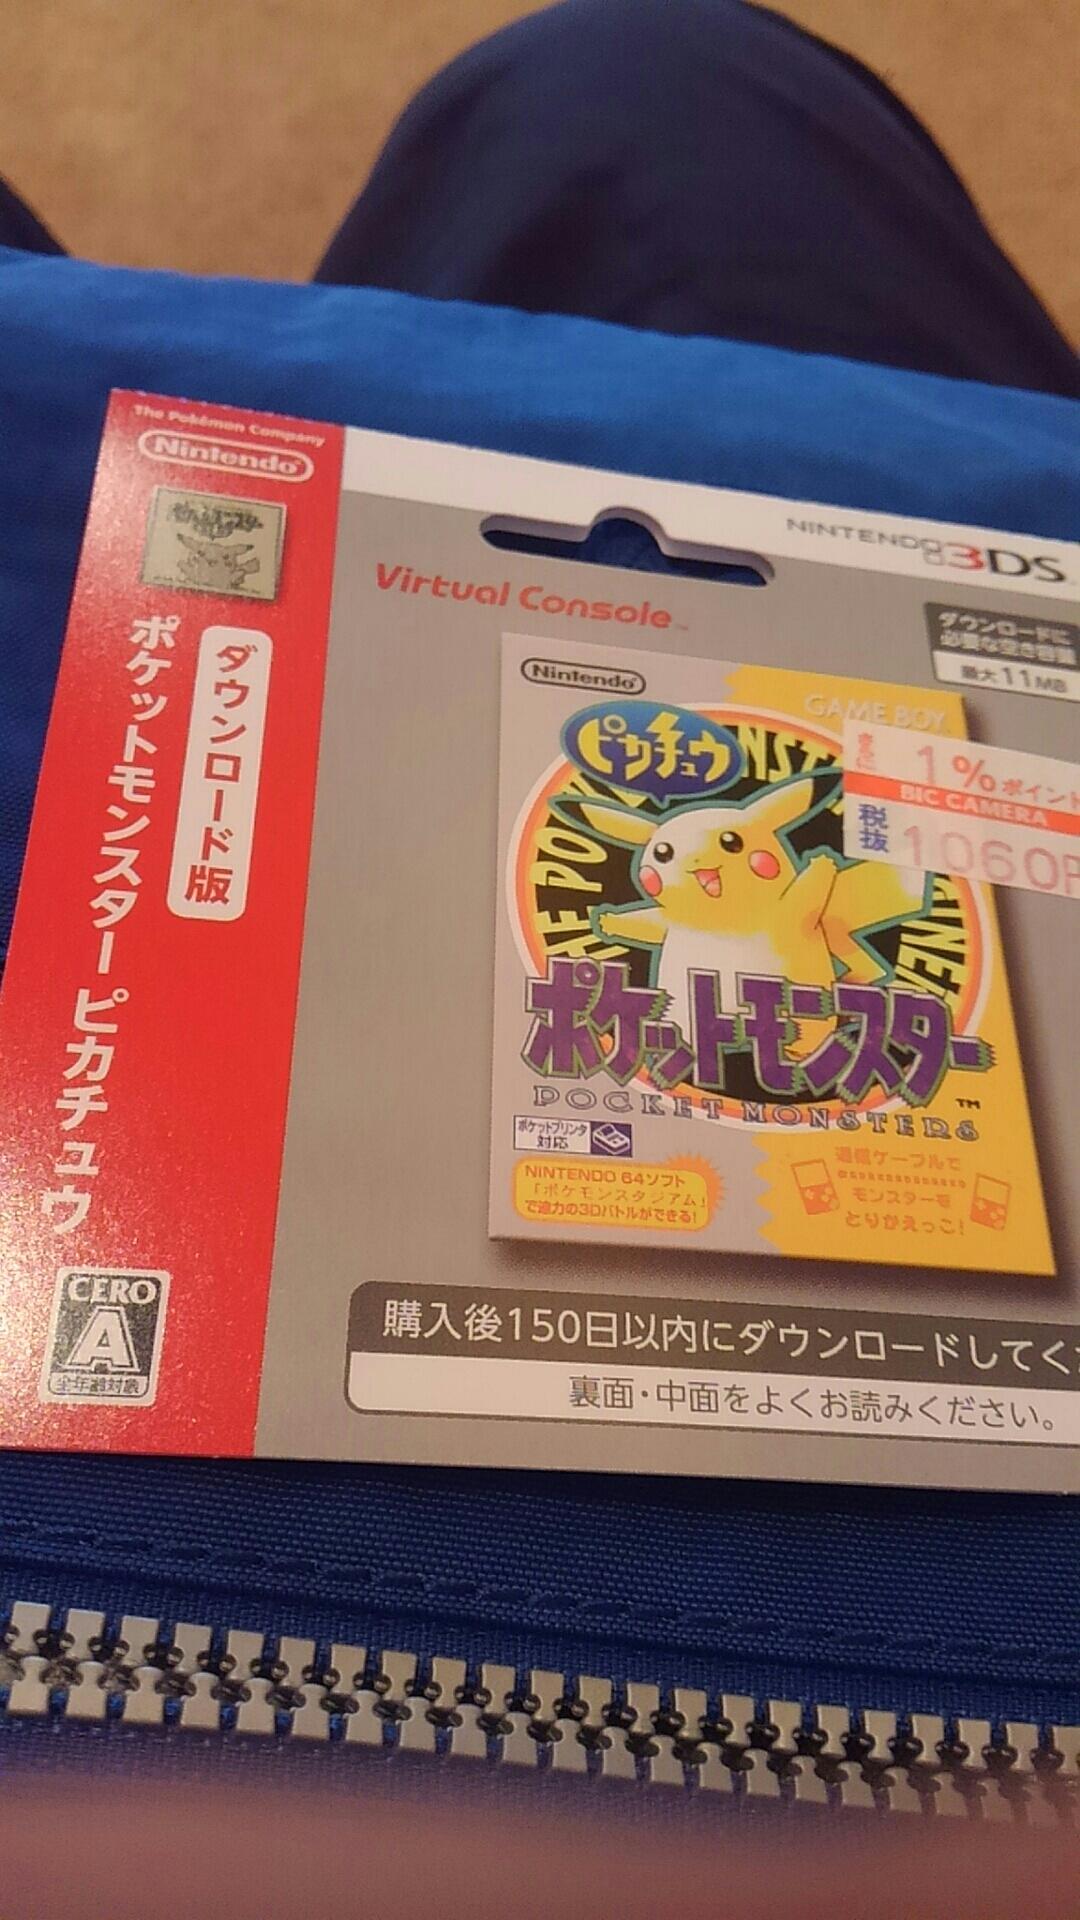 The Pokémon Company
Nintendo
ポケットモンスター ピカチュウ
ダウンロード版
CERO
A
全年齢対象
NINTENDO 3DS
Virtual Console
ダウンロードに
必要な空き容量
最大11MB
Nintendo
GAME BOY
ピカチュウ
ポケットモンスター
POCKET MONSTERS
ポケットプリンタ
対応
NINTENDO 64ソフト
「ポケモンスタジアム」
で迫力の3Dバトルができる!
通信ケーブルで
モンスターを
とりかえっこ!
1%ポイント
BIC CAMERA
税抜 1060円
購入後150日以内にダウンロードしてく
裏面・中面をよくお読みください。